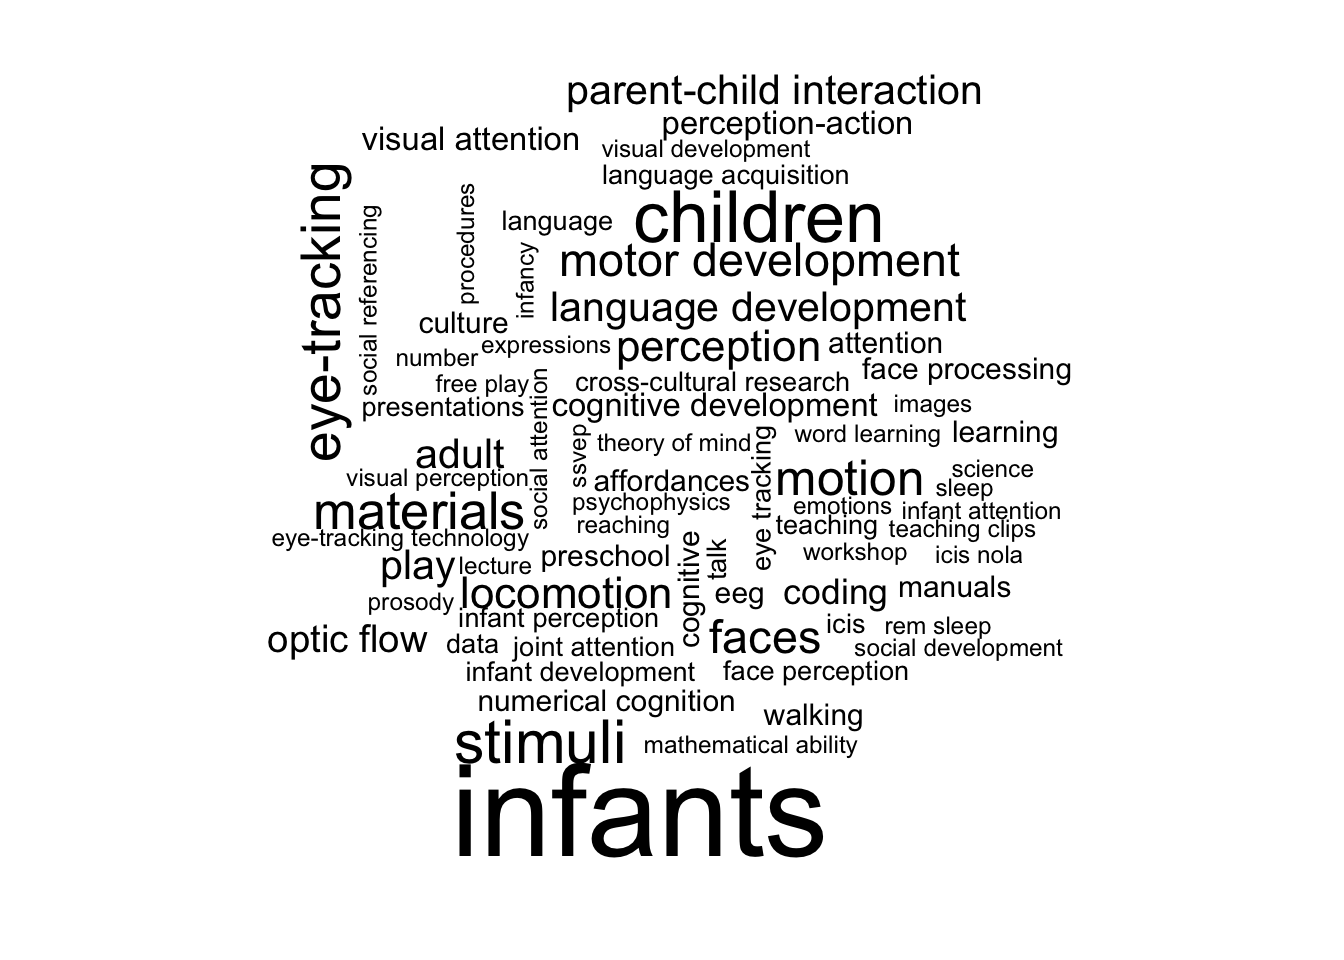 parent-child interaction
perception-action
visual attention
visual development
language acquisition
eye-tracking
social referencing
procedures
language
children
infancy
motor development
language development
culture
number
expressions
perception
attention
face processing
free play
cross-cultural research
presentations
social attention
cognitive development
images
adult
ssvep
theory of mind
eye tracking
word learning
learning
visual perception
affordances
motion
science
sleep
materials
psychophysics
emotions
infant attention
reaching
teaching
teaching clips
eye-tracking technology
play
lecture
preschool
cognitive
talk
workshop
icis nola
prosody
locomotion
eeg
coding
manuals
infant perception
optic flow
data
joint attention
faces
icis
rem sleep
social development
infant development
face perception
numerical cognition
walking
stimuli
mathematical ability
infants